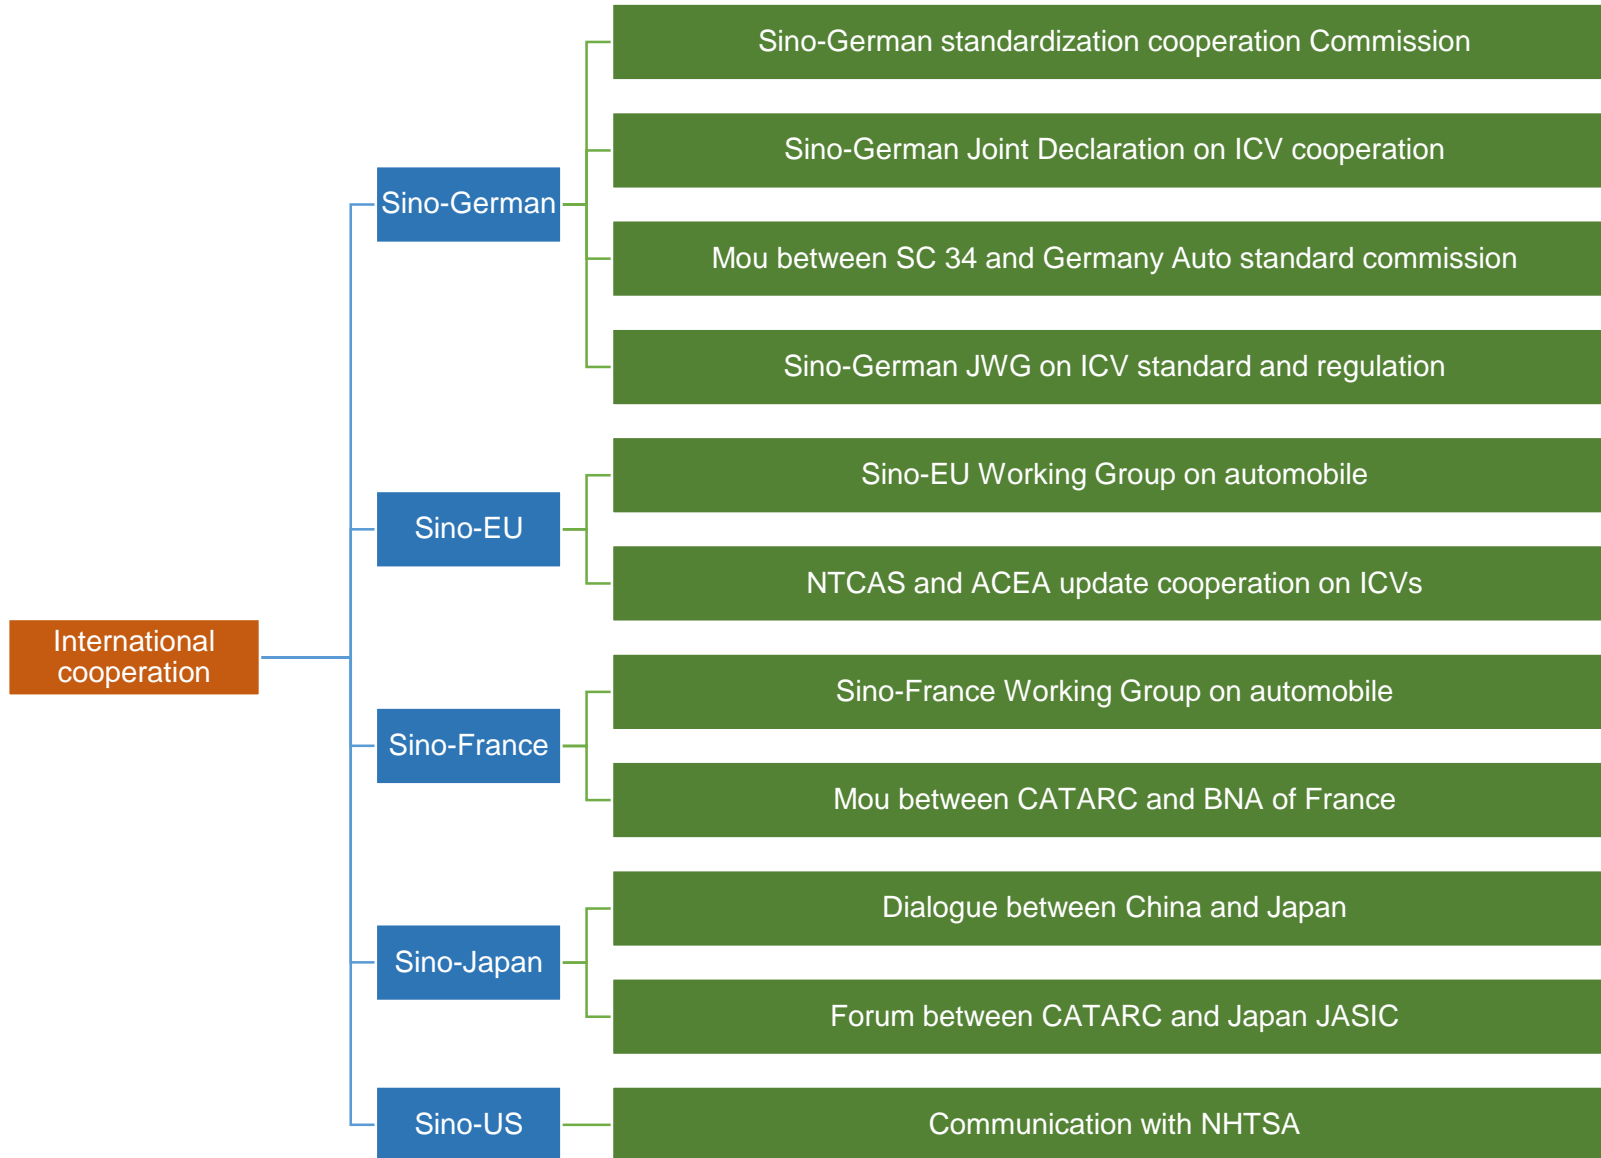 International
cooperation
Sino-German
Sino-German standardization cooperation Commission
Sino-German Joint Declaration on ICV cooperation
Mou between SC 34 and Germany Auto standard commission
Sino-German JWG on ICV standard and regulation
Sino-EU
Sino-EU Working Group on automobile
NTCAS and ACEA update cooperation on ICVs
Sino-France
Sino-France Working Group on automobile
Mou between CATARC and BNA of France
Sino-Japan
Dialogue between China and Japan
Forum between CATARC and Japan JASIC
Sino-US
Communication with NHTSA